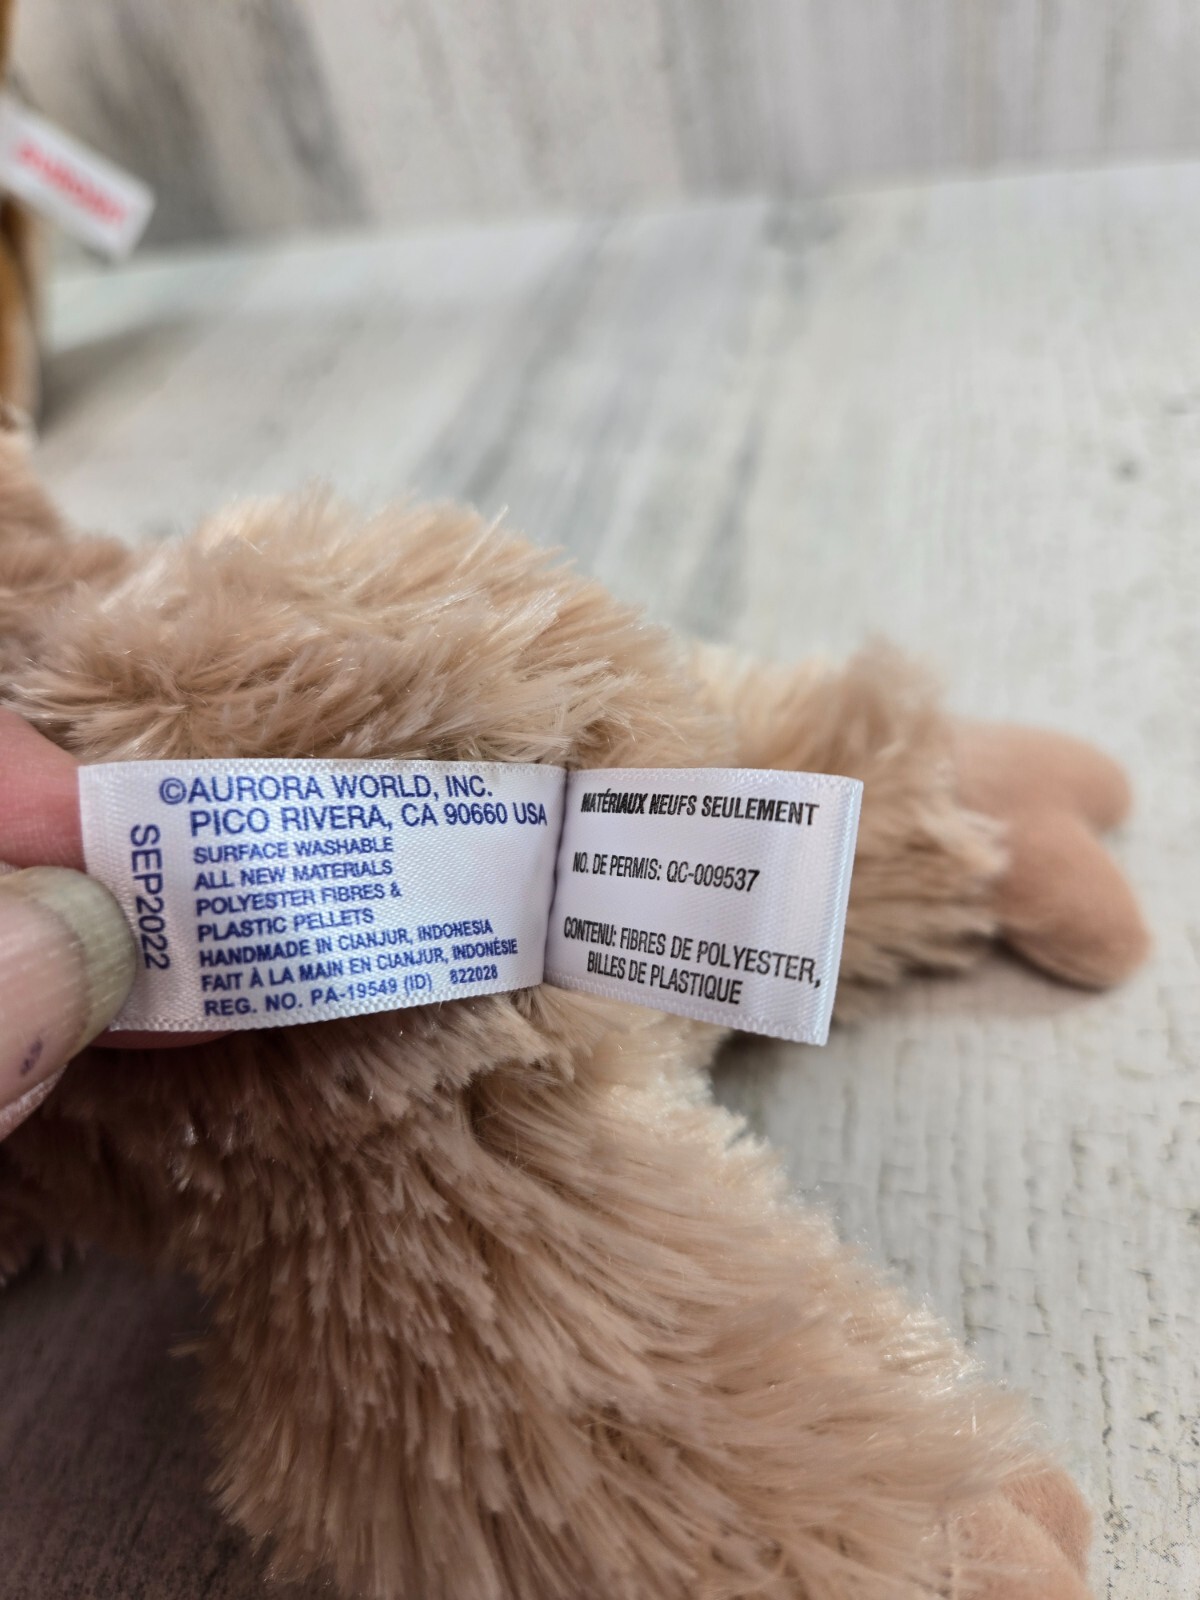 ©AURORA WORLD, INC.
PICO RIVERA, CA 90660 USA
SURFACE WASHABLE
ALL NEW MATERIALS
POLYESTER FIBRES &
PLASTIC PELLETS
HANDMADE IN CIANJUR, INDONESIA
FAIT À LA MAIN EN CIANJUR, INDONÉSIE
REG. NO. PA-19549 (ID) 822028
SEP2022
MATÉRIAUX NEUFS SEULEMENT
NO. DE PERMIS: QC-009537
CONTENU: FIBRES DE POLYESTER,
BILLES DE PLASTIQUE